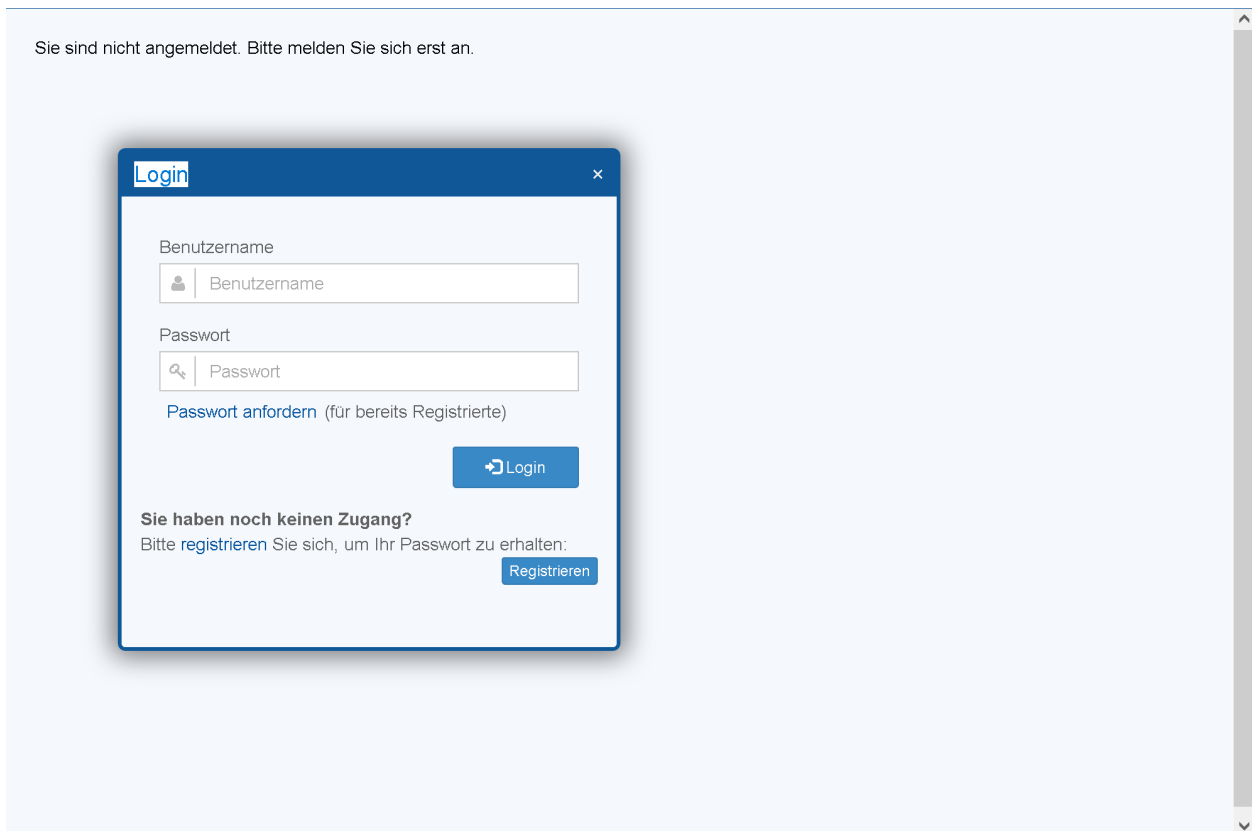 Sie sind nicht angemeldet. Bitte melden Sie sich erst an.
Login ×
Benutzername
Benutzername
Passwort
Passwort
Passwort anfordern (für bereits Registrierte)
Login
Sie haben noch keinen Zugang?
Bitte registrieren Sie sich, um Ihr Passwort zu erhalten:
Registrieren